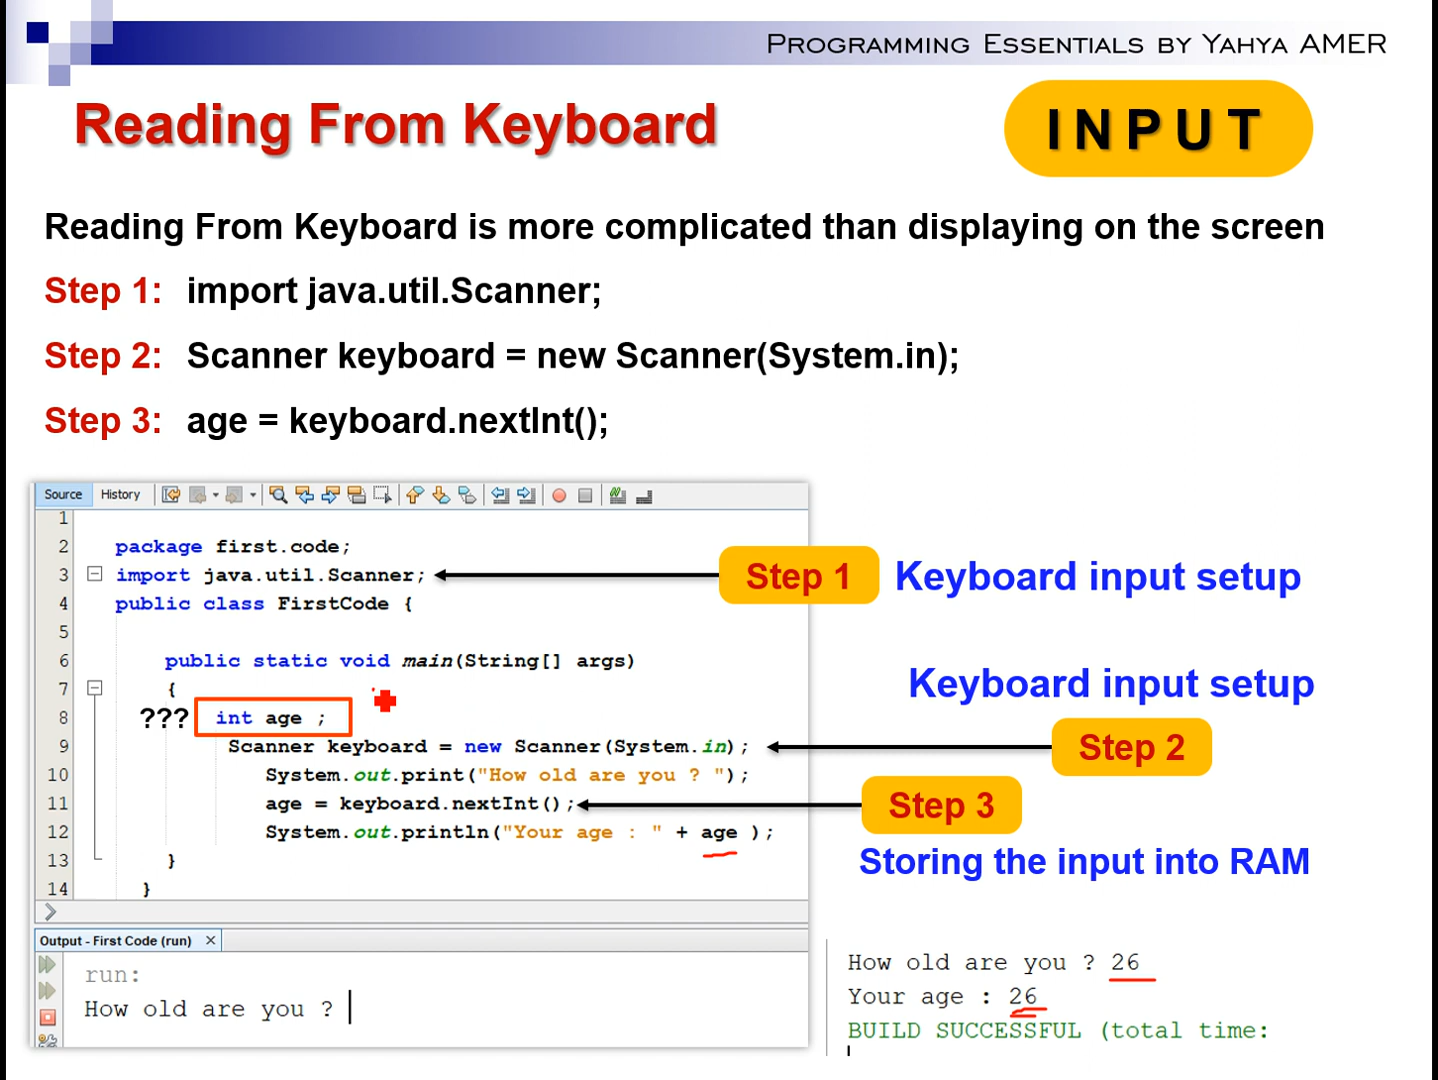 PROGRAMMING ESSENTIALS BY YAHYA AMER
Reading From Keyboard
INPUT
Reading From Keyboard is more complicated than displaying on the screen
Step 1: import java.util.Scanner;
Step 2: Scanner keyboard = new Scanner(System.in);
Step 3: age = keyboard.nextInt();
Source History
1
2 package first.code;
3 import java.util.Scanner;
Step 1 Keyboard input setup
4 public class FirstCode {
5
6 public static void main(String[] args)
7 {
Keyboard input setup
8 ??? int age ;
9 Scanner keyboard = new Scanner(System.in);
Step 2
10 System.out.print("How old are you ? ");
11 age = keyboard.nextInt();
Step 3
12 System.out.println("Your age : " + age );
13 }
Storing the input into RAM
14 }
Output - First Code (run)
run:
How old are you ?
How old are you ? 26
Your age : 26
BUILD SUCCESSFUL (total time: